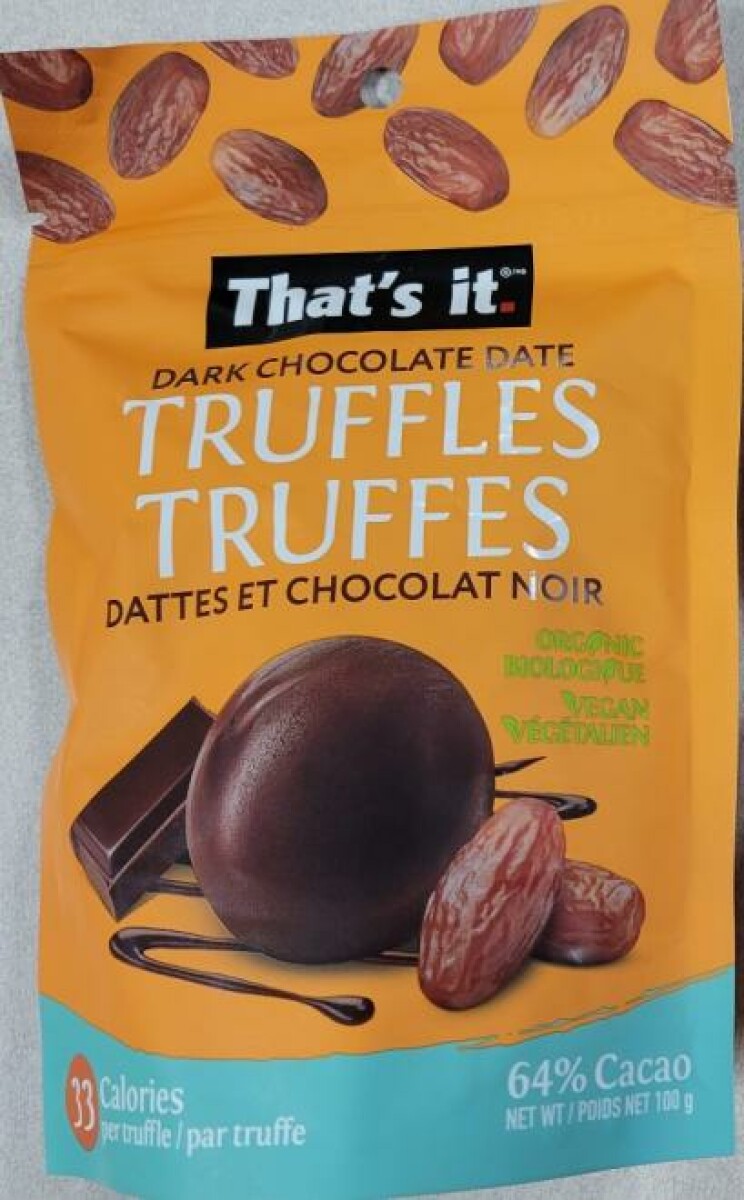 That's it.®™
DARK CHOCOLATE DATE
TRUFFLES
TRUFFES
DATTES ET CHOCOLAT NOIR
ORGANIC
BIOLOGIQUE
VEGAN
VÉGÉTALIEN
33 Calories
per truffle / par truffe
64% Cacao
NET WT / POIDS NET 100 g